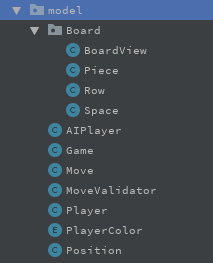 model
Board
C BoardView
C Piece
C Row
C Space
C AIPlayer
C Game
C Move
C MoveValidator
C Player
E PlayerColor
C Position